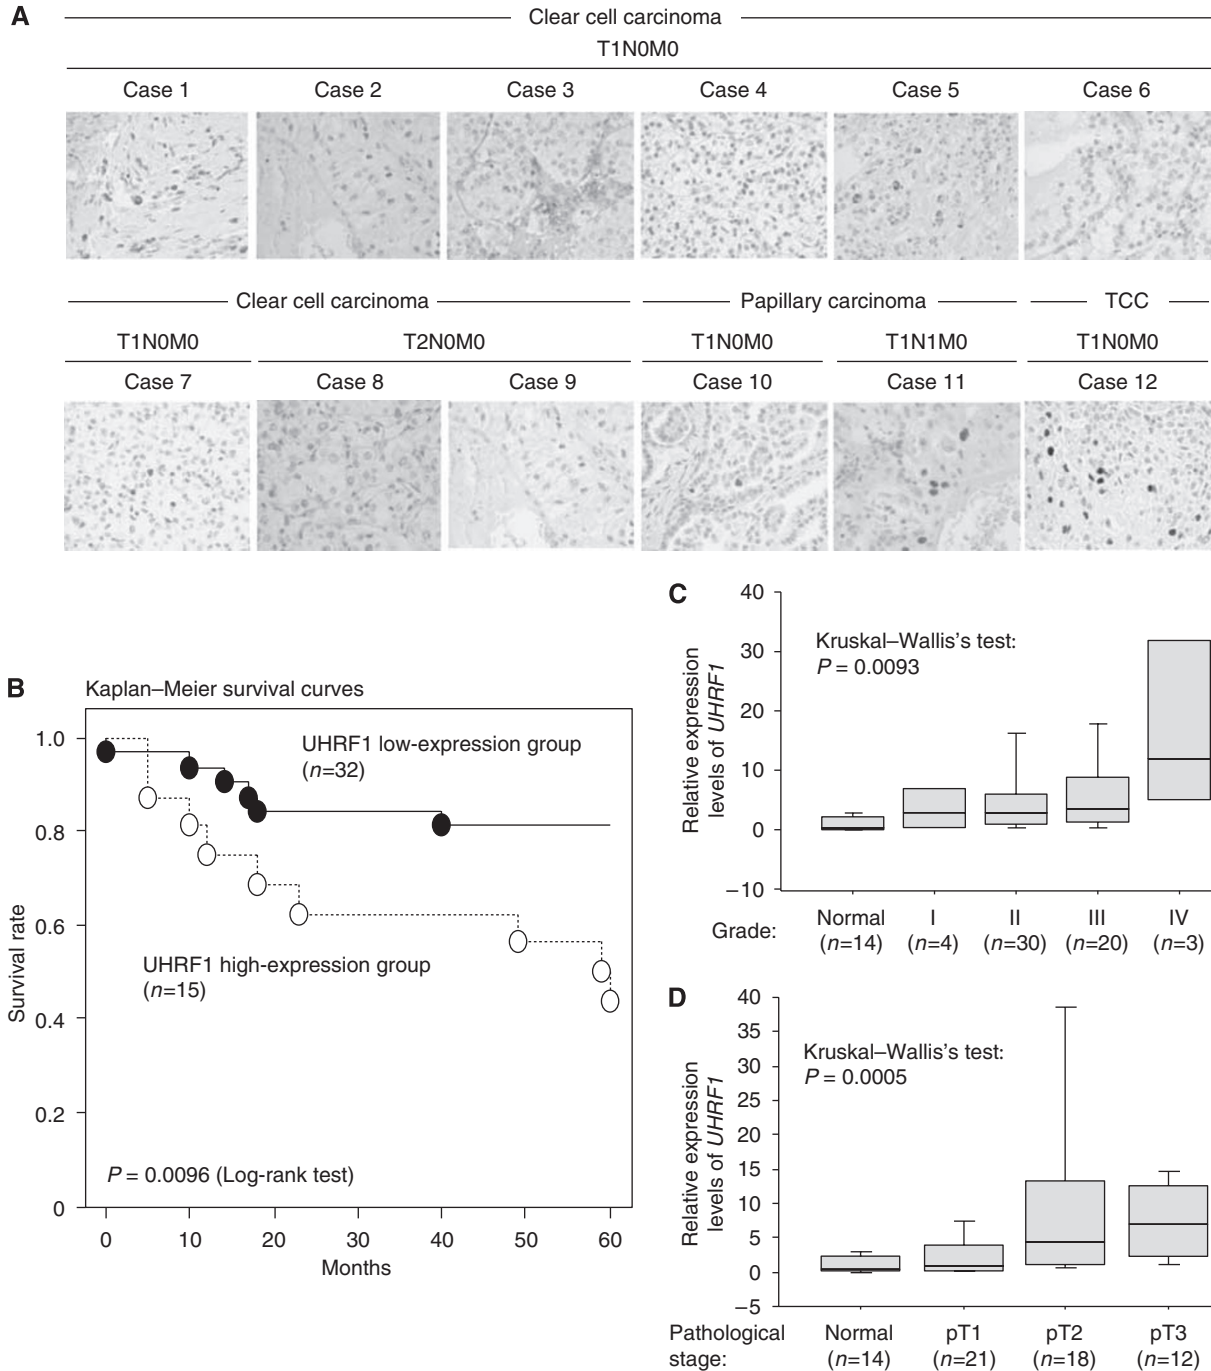 A
Clear cell carcinoma
T1N0M0
Case 1 Case 2 Case 3 Case 4 Case 5 Case 6
Clear cell carcinoma Papillary carcinoma TCC
T1N0M0 T2N0M0 T1N0M0 T1N1M0 T1N0M0
Case 7 Case 8 Case 9 Case 10 Case 11 Case 12
B
Kaplan–Meier survival curves
Survival rate
1.0
0.8
0.6
0.4
0.2
0
UHRF1 low-expression group
(n=32)
UHRF1 high-expression group
(n=15)
P = 0.0096 (Log-rank test)
0 10 20 30 40 50 60
Months
C
Relative expression
levels of UHRF1
40
30
20
10
0
–10
Kruskal–Wallis's test:
P = 0.0093
Grade: Normal I II III IV
(n=14) (n=4) (n=30) (n=20) (n=3)
D
Relative expression
levels of UHRF1
40
35
30
25
20
15
10
5
0
–5
Kruskal–Wallis's test:
P = 0.0005
Pathological Normal pT1 pT2 pT3
stage: (n=14) (n=21) (n=18) (n=12)